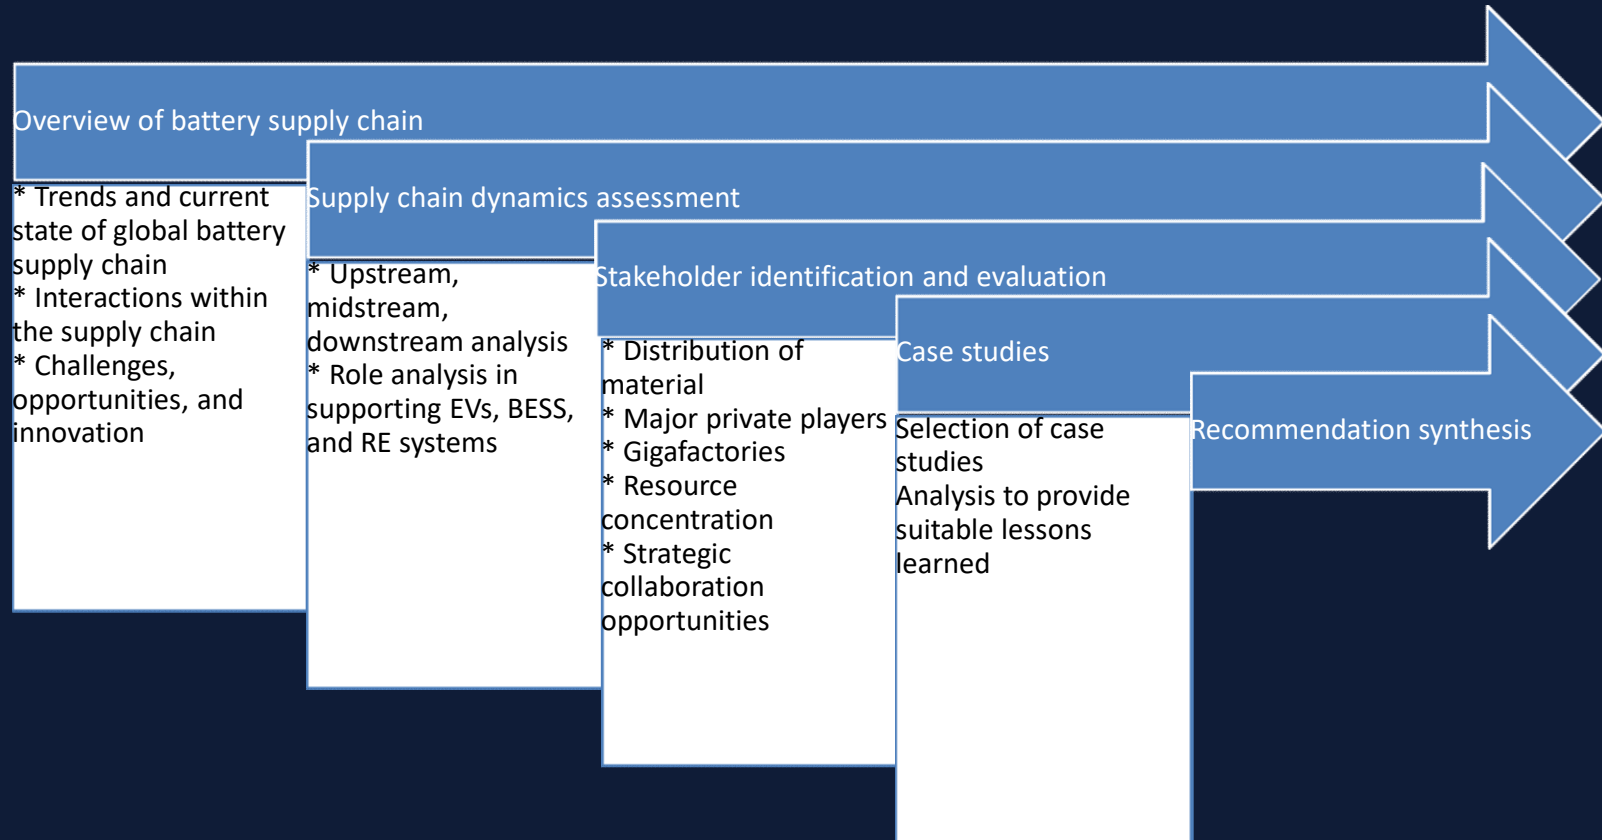 Overview of battery supply chain
* Trends and current
state of global battery
supply chain
* Interactions within
the supply chain
* Challenges,
opportunities, and
innovation
Supply chain dynamics assessment
* Upstream,
midstream,
downstream analysis
* Role analysis in
supporting EVs, BESS,
and RE systems
Stakeholder identification and evaluation
* Distribution of
material
* Major private players
* Gigafactories
* Resource
concentration
* Strategic
collaboration
opportunities
Case studies
Selection of case
studies
Analysis to provide
suitable lessons
learned
Recommendation synthesis